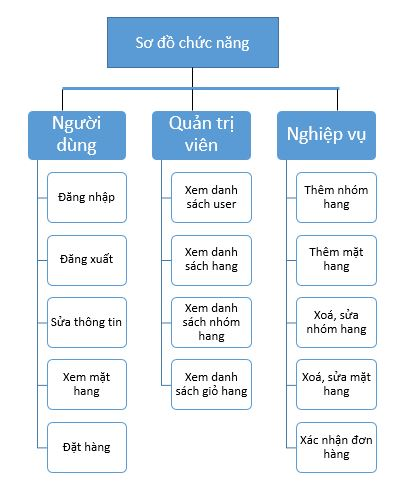 Sơ đồ chức năng
Người
dùng
Đăng nhập
Đăng xuất
Sửa thông tin
Xem mặt
hang
Đặt hàng
Quản trị
viên
Xem danh
sách user
Xem danh
sách hang
Xem danh
sách nhóm
hang
Xem danh
sách giỏ hang
Nghiệp vụ
Thêm nhóm
hang
Thêm mặt
hang
Xoá, sửa
nhóm hang
Xoá, sửa mặt
hang
Xác nhận đơn
hàng